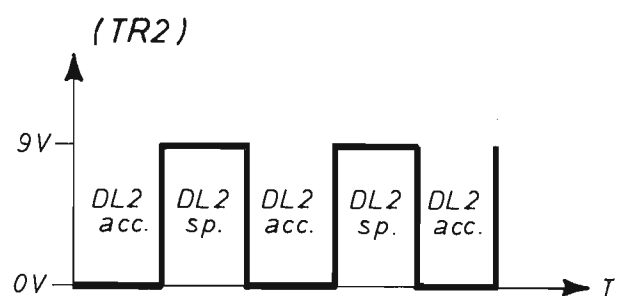 (TR2)
9V
DL2 acc.
DL2 sp.
DL2 acc.
DL2 sp.
DL2 acc.
0V
T